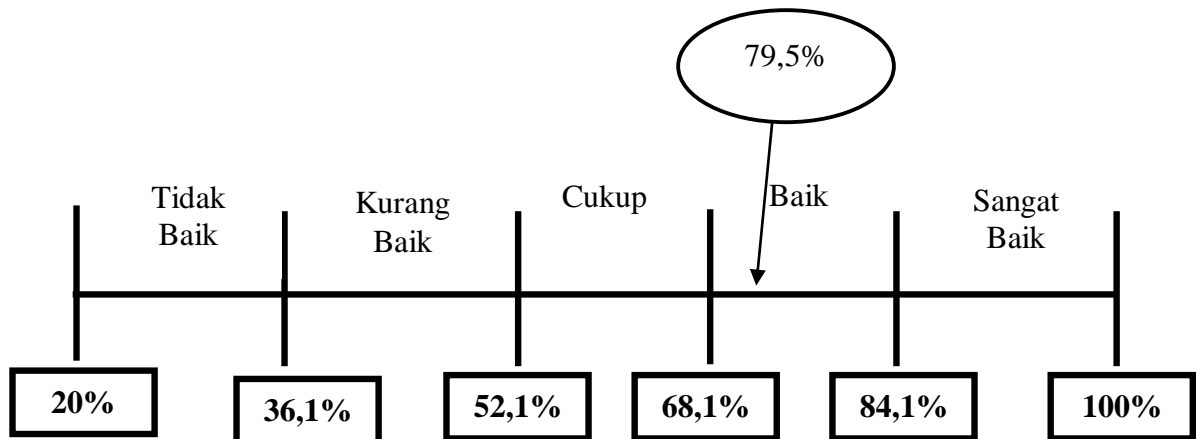 79,5%
Tidak
Baik
Kurang
Baik
Cukup
Baik
Sangat
Baik
20%
36,1%
52,1%
68,1%
84,1%
100%